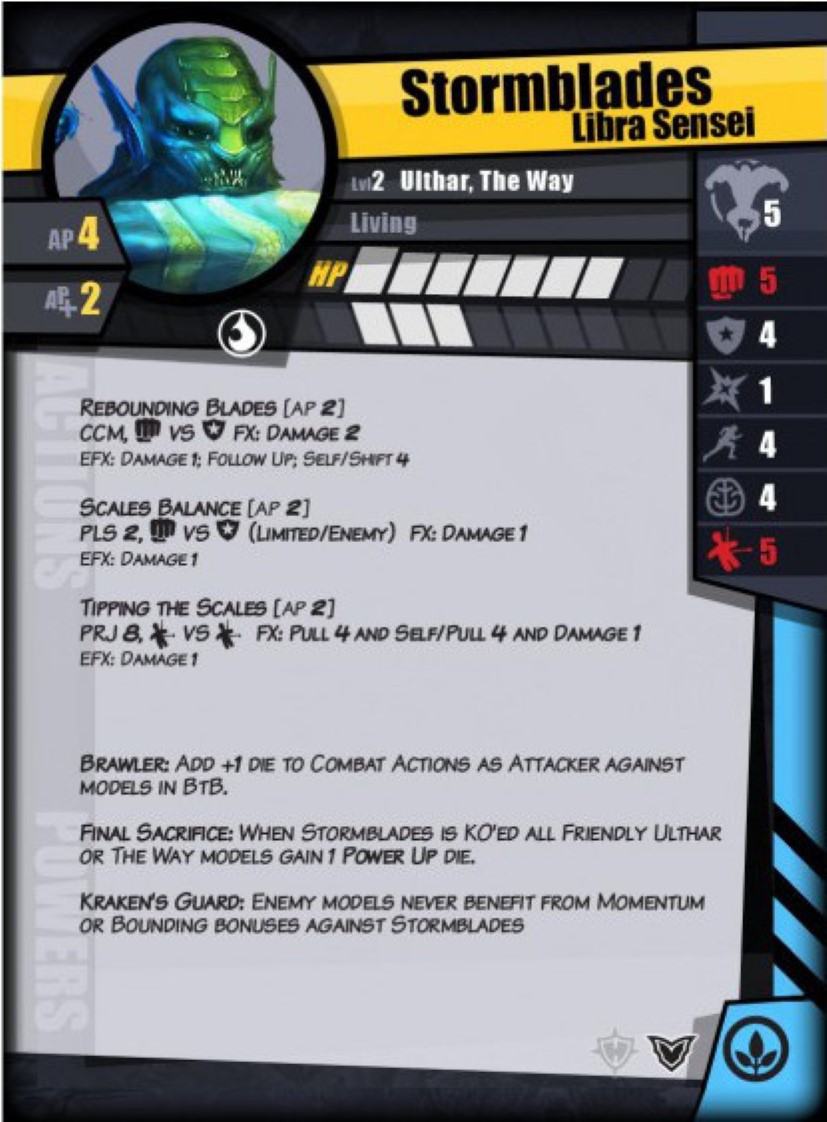 Stormblades
Libra Sensei
Lvl2 Ulthar, The Way
Living
AP 4
AP+ 2
HP
5
5
4
1
4
4
5
ACTIONS
REBOUNDING BLADES [AP 2]
CCM, VS FX: DAMAGE 2
EFX: DAMAGE 1; FOLLOW UP; SELF/SHIFT 4
SCALES BALANCE [AP 2]
PLS 2, VS (LIMITED/ENEMY) FX: DAMAGE 1
EFX: DAMAGE 1
TIPPING THE SCALES [AP 2]
PRJ 8, VS FX: PULL 4 AND SELF/PULL 4 AND DAMAGE 1
EFX: DAMAGE 1
POWERS
BRAWLER: ADD +1 DIE TO COMBAT ACTIONS AS ATTACKER AGAINST
MODELS IN BTB.
FINAL SACRIFICE: WHEN STORMBLADES IS KO'ED ALL FRIENDLY ULTHAR
OR THE WAY MODELS GAIN 1 POWER UP DIE.
KRAKEN'S GUARD: ENEMY MODELS NEVER BENEFIT FROM MOMENTUM
OR BOUNDING BONUSES AGAINST STORMBLADES